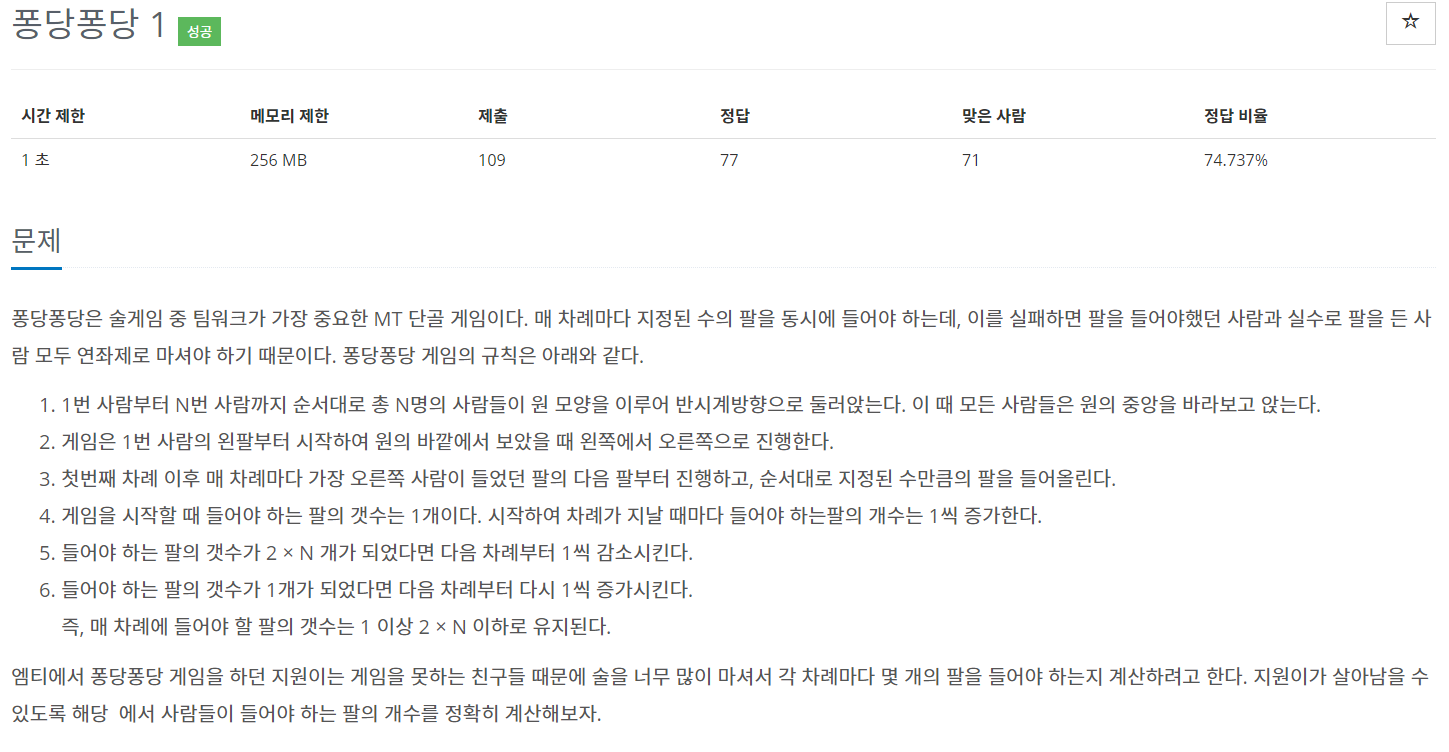 퐁당퐁당 1 성공
☆
시간 제한 메모리 제한 제출 정답 맞은 사람 정답 비율
1 초 256 MB 109 77 71 74.737%
문제
퐁당퐁당은 술게임 중 팀워크가 가장 중요한 MT 단골 게임이다. 매 차례마다 지정된 수의 팔을 동시에 들어야 하는데, 이를 실패하면 팔을 들어야했던 사람과 실수로 팔을 든 사
람 모두 연좌제로 마셔야 하기 때문이다. 퐁당퐁당 게임의 규칙은 아래와 같다.
1. 1번 사람부터 N번 사람까지 순서대로 총 N명의 사람들이 원 모양을 이루어 반시계방향으로 둘러앉는다. 이 때 모든 사람들은 원의 중앙을 바라보고 앉는다.
2. 게임은 1번 사람의 왼팔부터 시작하여 원의 바깥에서 보았을 때 왼쪽에서 오른쪽으로 진행한다.
3. 첫번째 차례 이후 매 차례마다 가장 오른쪽 사람이 들었던 팔의 다음 팔부터 진행하고, 순서대로 지정된 수만큼의 팔을 들어올린다.
4. 게임을 시작할 때 들어야 하는 팔의 갯수는 1개이다. 시작하여 차례가 지날 때마다 들어야 하는팔의 개수는 1씩 증가한다.
5. 들어야 하는 팔의 갯수가 2 × N 개가 되었다면 다음 차례부터 1씩 감소시킨다.
6. 들어야 하는 팔의 갯수가 1개가 되었다면 다음 차례부터 다시 1씩 증가시킨다.
즉, 매 차례에 들어야 할 팔의 갯수는 1 이상 2 × N 이하로 유지된다.
엠티에서 퐁당퐁당 게임을 하던 지원이는 게임을 못하는 친구들 때문에 술을 너무 많이 마셔서 각 차례마다 몇 개의 팔을 들어야 하는지 계산하려고 한다. 지원이가 살아남을 수
있도록 해당  에서 사람들이 들어야 하는 팔의 개수를 정확히 계산해보자.